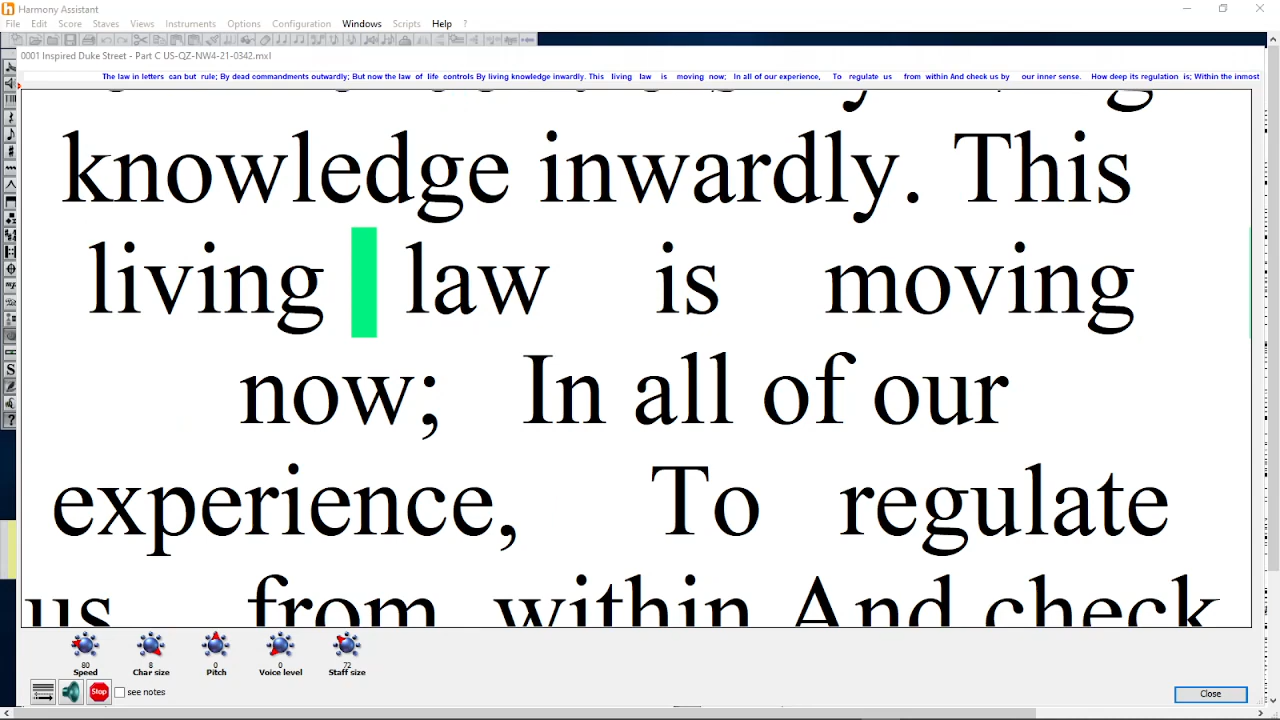 Harmony Assistant
File Edit Score Staves Views Instruments Options Configuration Windows Scripts Help ?
0001 Inspired Duke Street - Part C US-QZ-NW4-21-0342.mxl
The law in letters can but rule; By dead commandments outwardly; But now the law of life controls By living knowledge inwardly. This living law is moving now; In all of our experience, To regulate us from within And check us by our inner sense. How deep its regulation is; Within the inmost
knowledge inwardly. This
living law is moving
now; In all of our
experience, To regulate
us from within And check
80 8 0 0 72
Speed Char size Pitch Voice level Staff size
Stop see notes Close